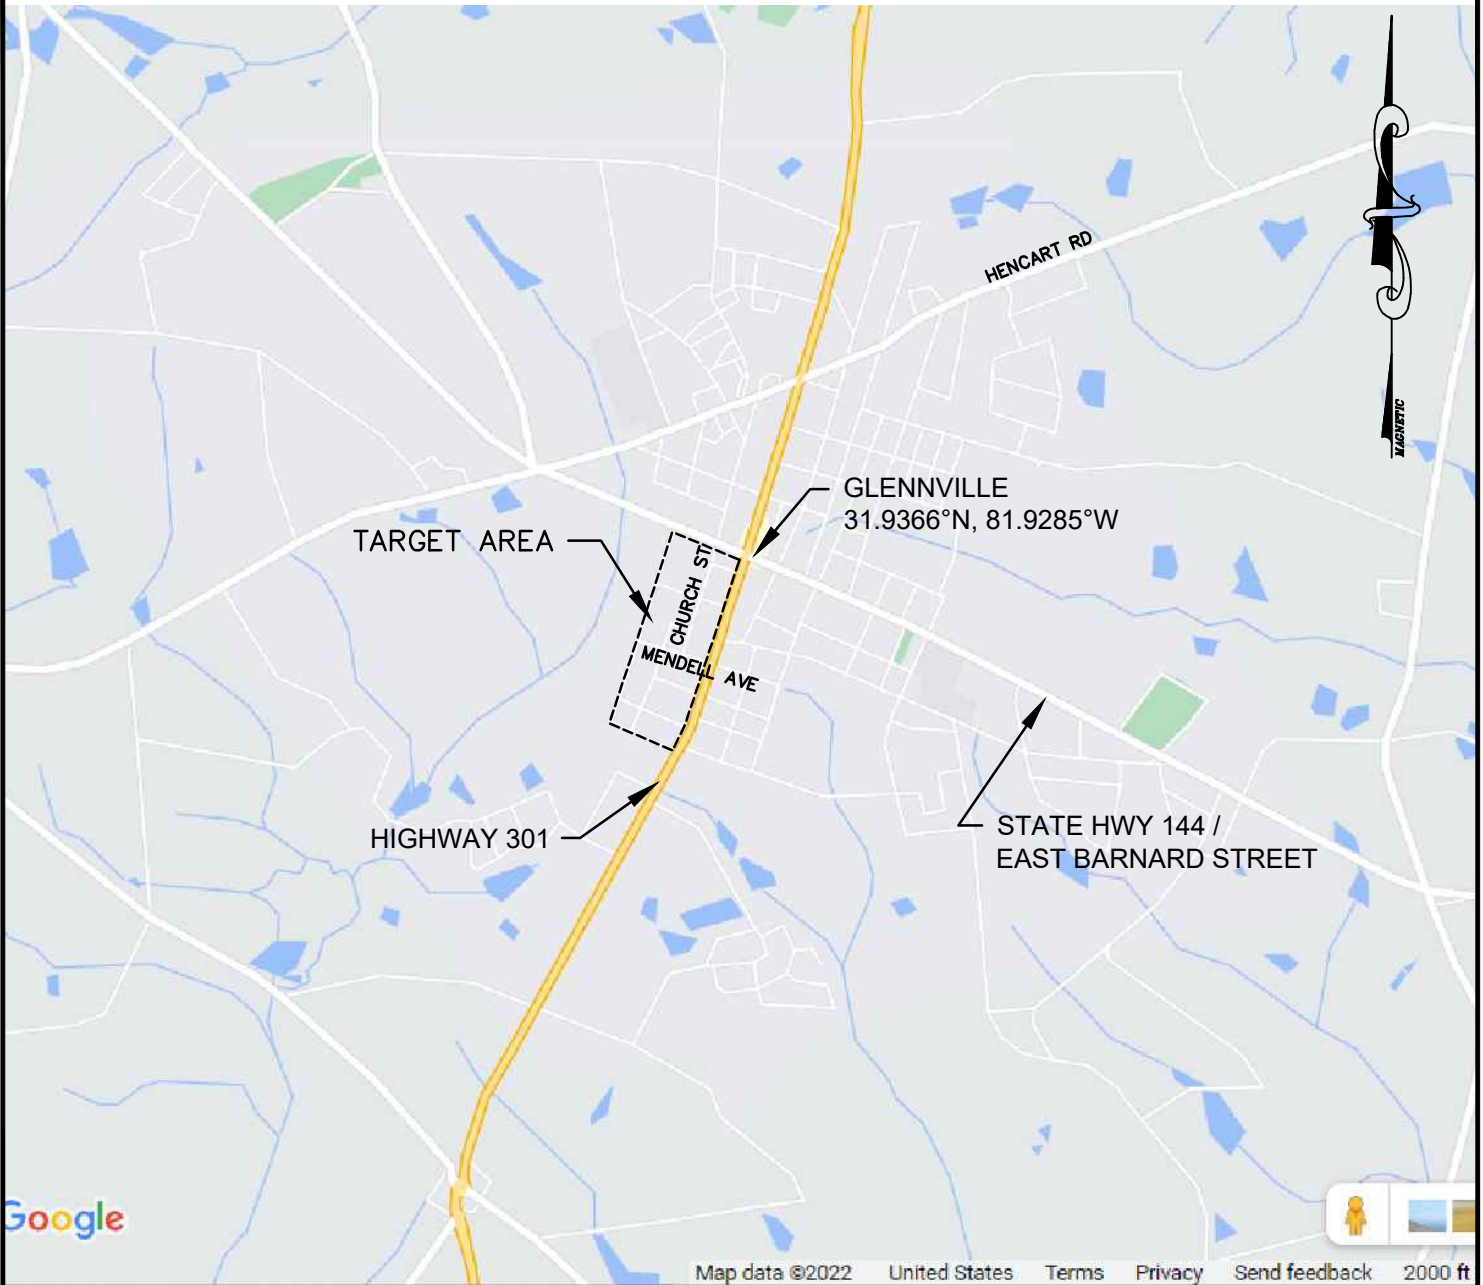 HENCART RD
MAGNETIC
GLENNVILLE
31.9366°N, 81.9285°W
TARGET AREA
CHURCH ST
MENDELL AVE
HIGHWAY 301
STATE HWY 144 /
EAST BARNARD STREET
Google
Map data ©2022 United States Terms Privacy Send feedback 2000 ft